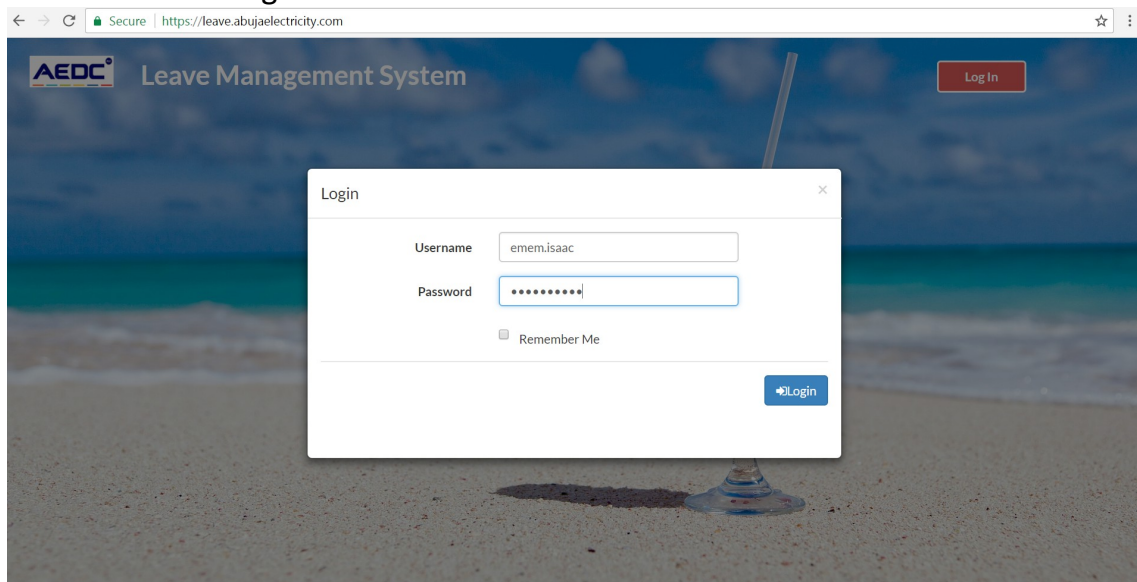 Secure | https://leave.abujaelectricity.com
AEDC Leave Management System
Log In
Login ×
Username emem.isaac
Password ••••••••••
Remember Me
Login